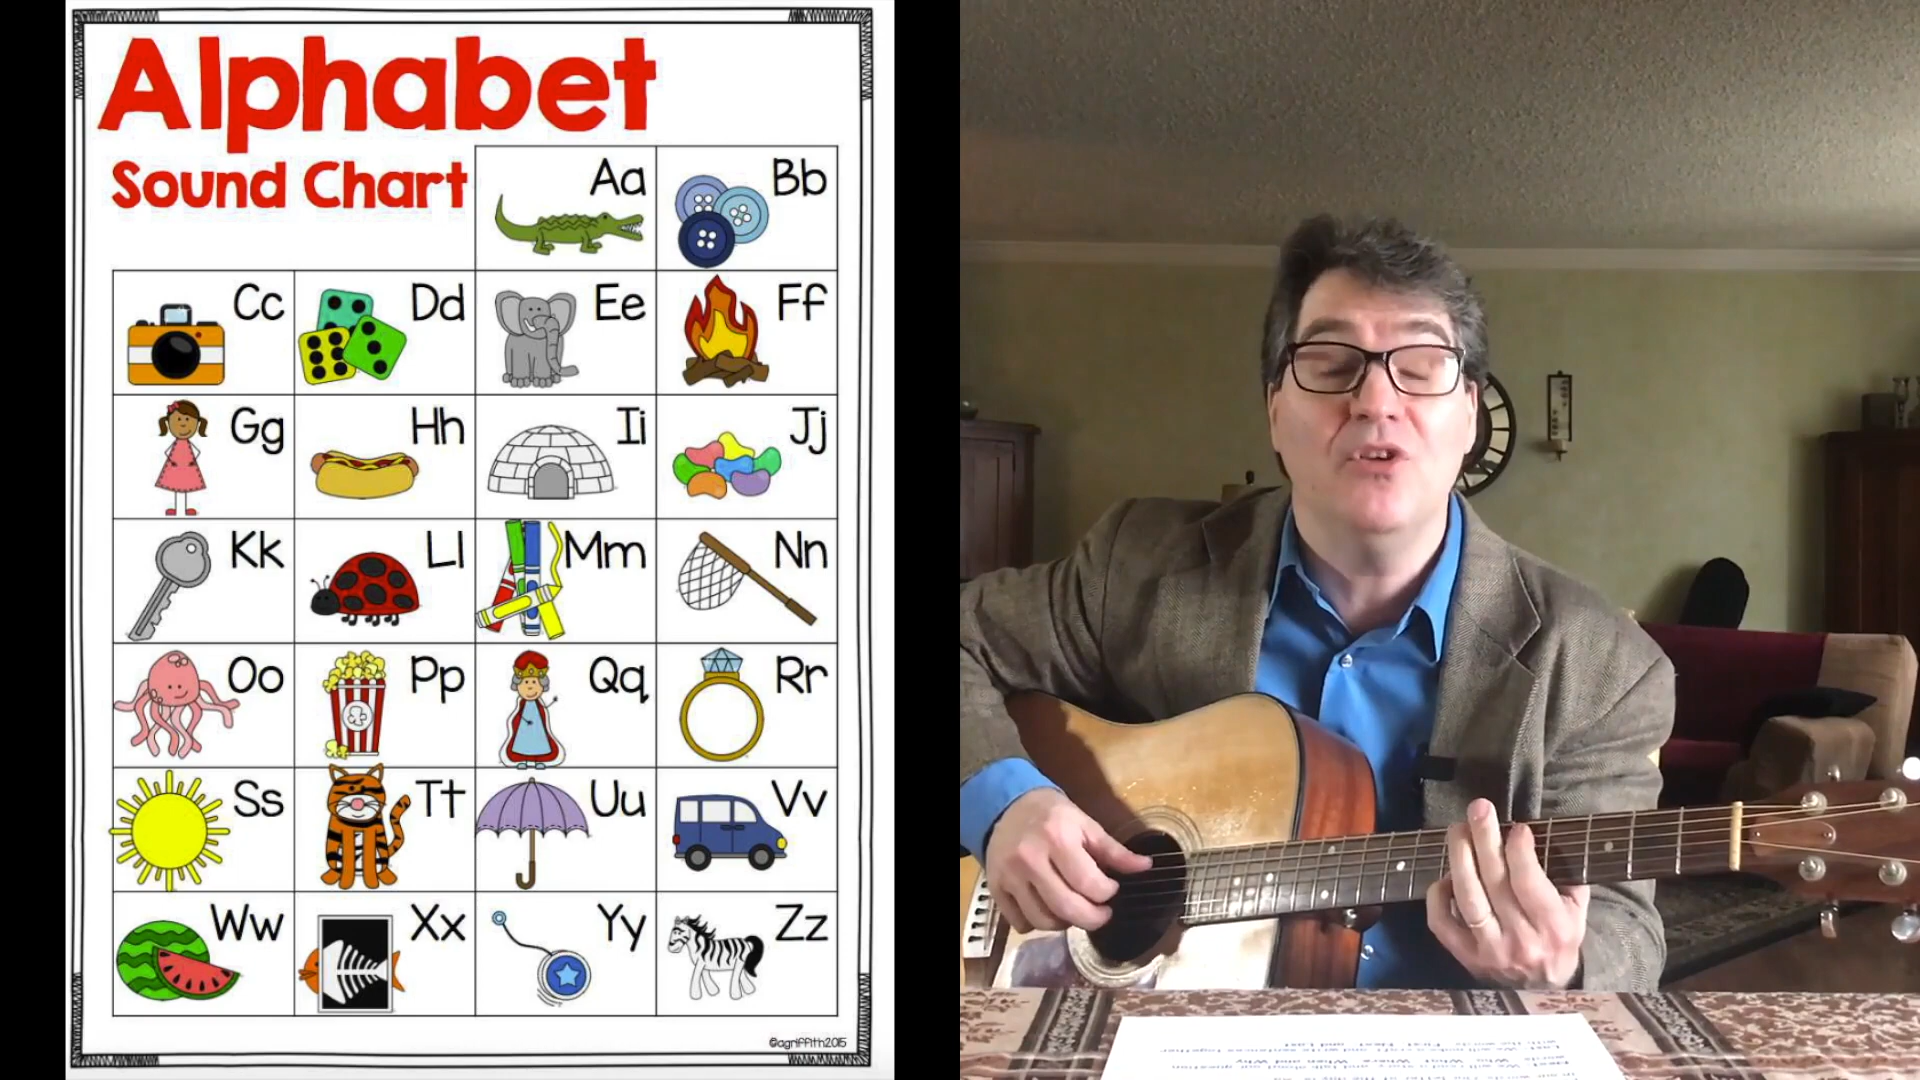 Alphabet
Sound Chart
Aa Bb
Cc Dd Ee Ff
Gg Hh Ii Jj
Kk Ll Mm Nn
Oo Pp Qq Rr
Ss Tt Uu Vv
Ww Xx Yy Zz
©agriffith2015